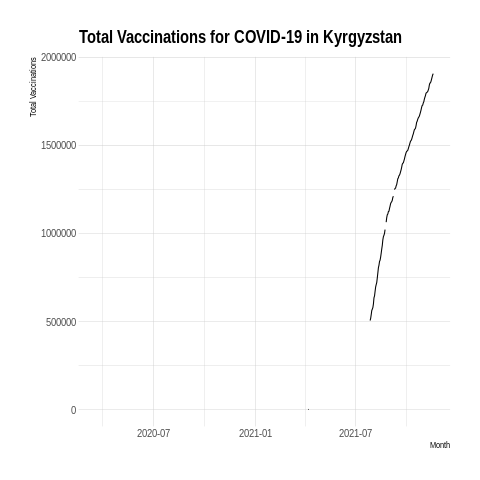 Total Vaccinations for COVID-19 in Kyrgyzstan
Total Vaccinations
2000000
1500000
1000000
500000
0
2020-07
2021-01
2021-07
Month